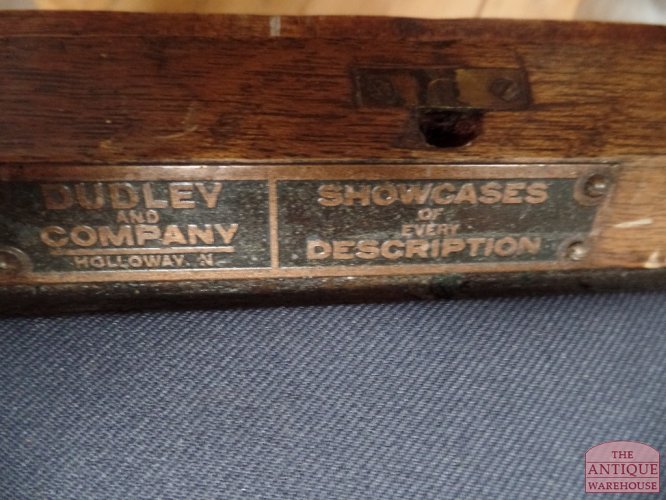 DUDLEY
AND
COMPANY
HOLLOWAY. N
SHOWCASES
OF
EVERY
DESCRIPTION
THE
ANTIQUE
WAREHOUSE